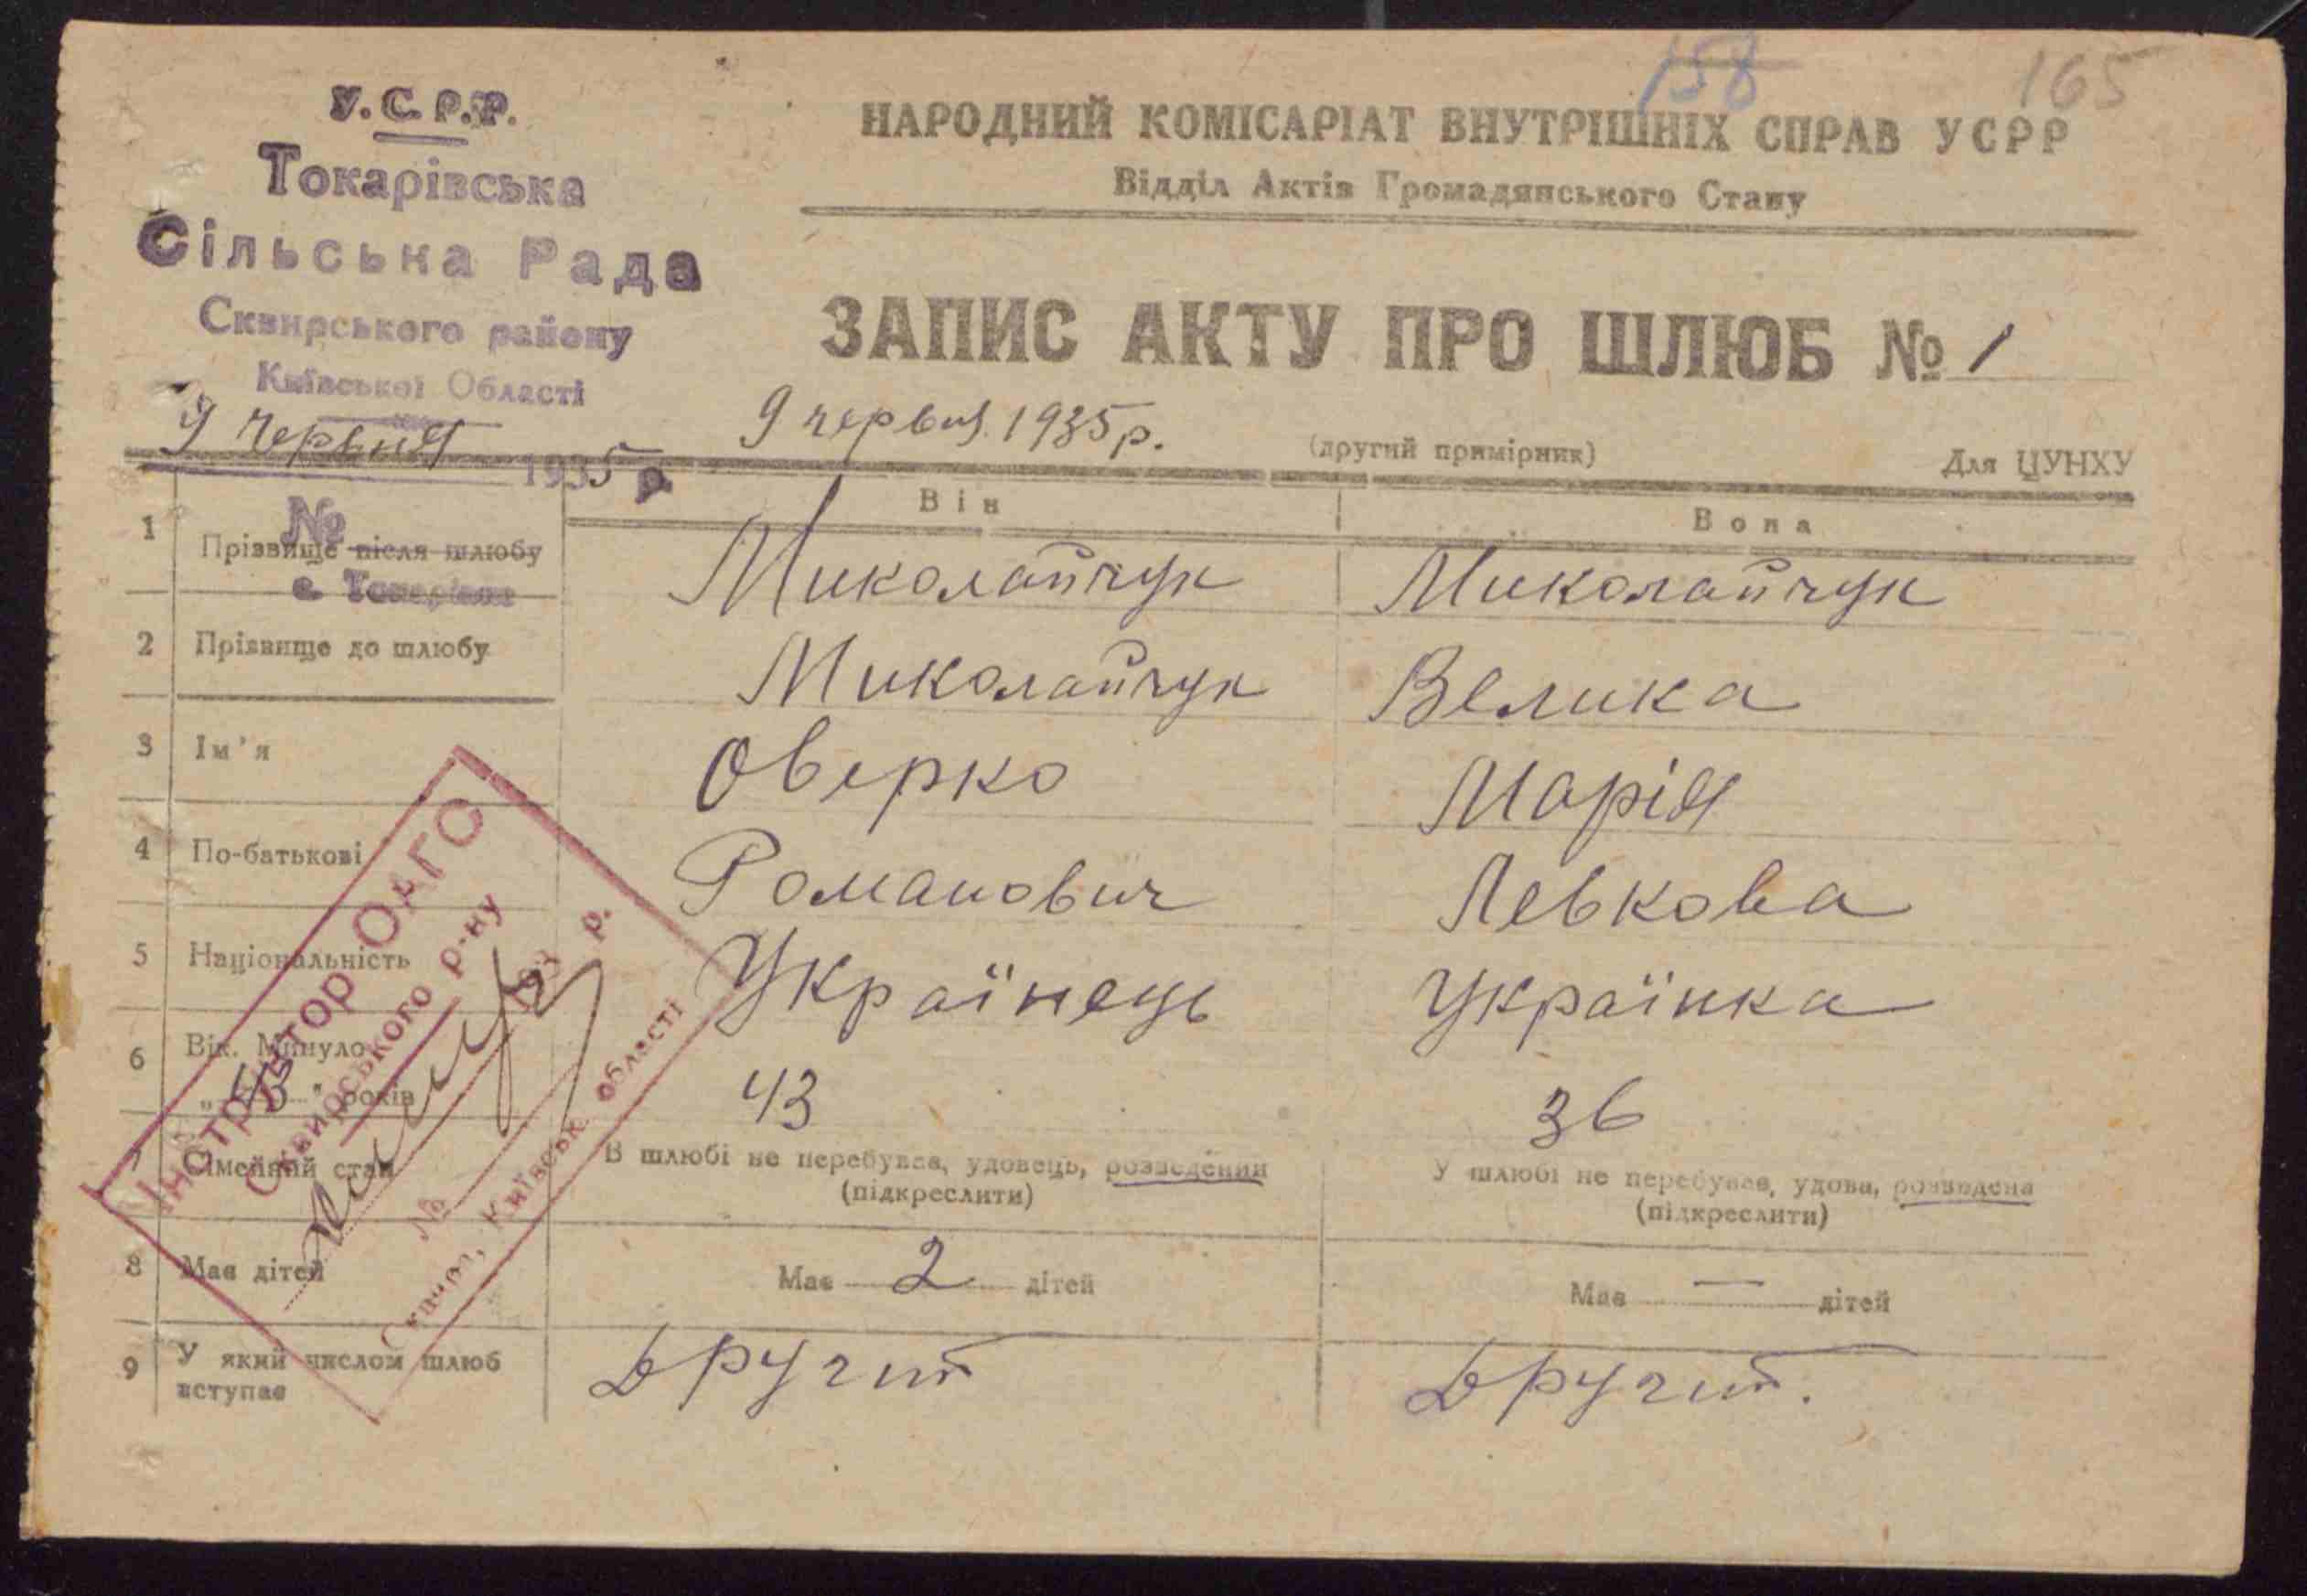 158 165
У.С.Р.Р.
Токарівська
Сільська Рада
Сквирського району
Київської Області
9 червня 1935 р.
№
с. Токарівка
НАРОДНИЙ КОМІСАРІАТ ВНУТРІШНІХ СПРАВ УСРР
Відділ Актів Громадянського Стану
ЗАПИС АКТУ ПРО ШЛЮБ № 1
9 червня 1935 р.
(другий примірник) Для ЦУНХУ
Він Вона
1 Прізвище після шлюбу Миколайчук Миколайчук
2 Прізвище до шлюбу Миколайчук Велика
3 Ім'я Оверко Марія
4 По-батькові Романович Левкова
5 Національність Українець Українка
6 Вік. Минуло
„ " років 43 36
Сімейний стан В шлюбі не перебував, удовець, розведений У шлюбі не перебував, удова, розведена
(підкреслити) (підкреслити)
8 Має дітей Має 2 дітей Має — дітей
9 У який числом шлюб
вступає Другий Другий.
Інструктор ОАГС
Сквирського р-ну
193 р.
№
Сквира, Київськ. області